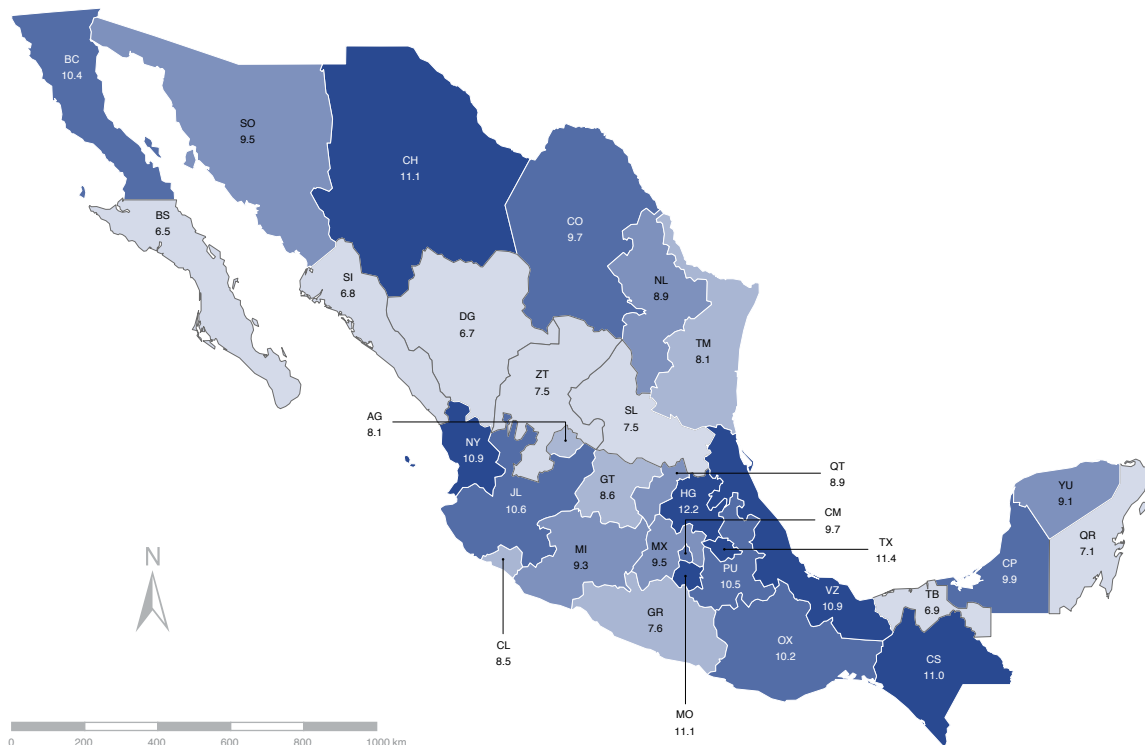 BC
10.4
SO
9.5
CH
11.1
BS
6.5
CO
9.7
SI
6.8
NL
8.9
DG
6.7
TM
8.1
ZT
7.5
SL
7.5
AG
8.1
NY
10.9
QT
8.9
GT
8.6
JL
10.6
HG
12.2
YU
9.1
CM
9.7
QR
7.1
TX
11.4
MI
9.3
MX
9.5
PU
10.5
CP
9.9
N
VZ
10.9
TB
6.9
GR
7.6
CL
8.5
OX
10.2
CS
11.0
MO
11.1
0 200 400 600 800 1000 km